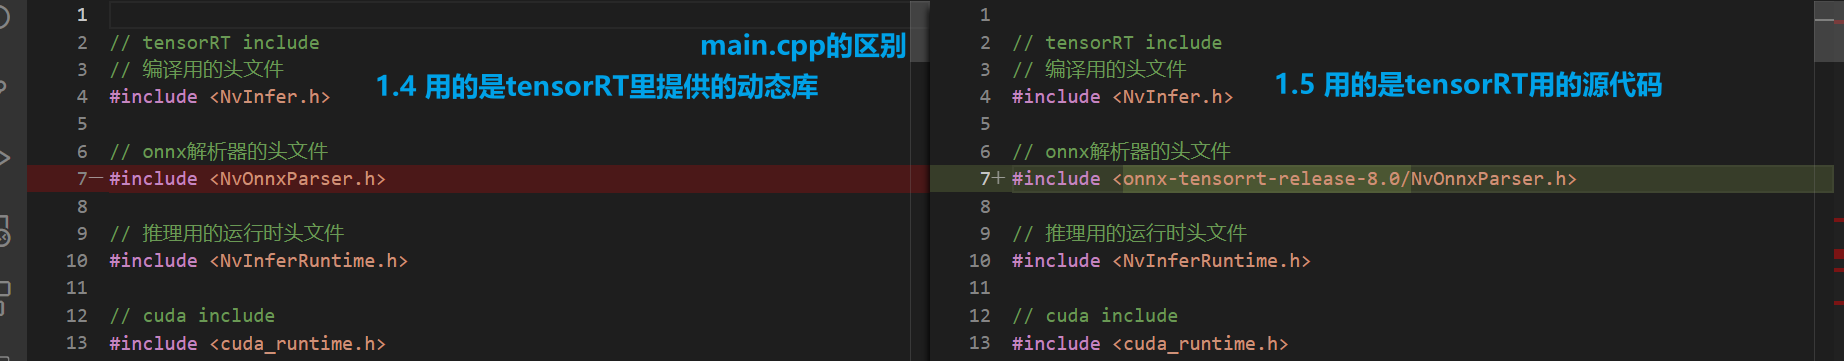 1
2 // tensorRT include
main.cpp的区别
3 // 编译用的头文件
1.4 用的是tensorRT里提供的动态库
4 #include <NvInfer.h>
5
6 // onnx解析器的头文件
7− #include <NvOnnxParser.h>
8
9 // 推理用的运行时头文件
10 #include <NvInferRuntime.h>
11
12 // cuda include
13 #include <cuda_runtime.h>
1
2 // tensorRT include
3 // 编译用的头文件
1.5 用的是tensorRT用的源代码
4 #include <NvInfer.h>
5
6 // onnx解析器的头文件
7+ #include <onnx-tensorrt-release-8.0/NvOnnxParser.h>
8
9 // 推理用的运行时头文件
10 #include <NvInferRuntime.h>
11
12 // cuda include
13 #include <cuda_runtime.h>